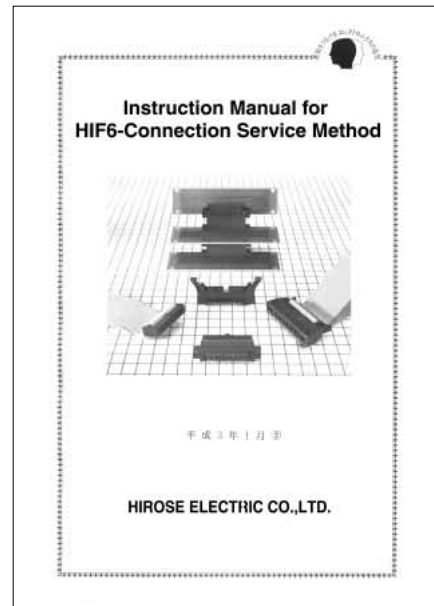 Instruction Manual for
HIF6-Connection Service Method
平成3年1月
HIROSE ELECTRIC CO.,LTD.